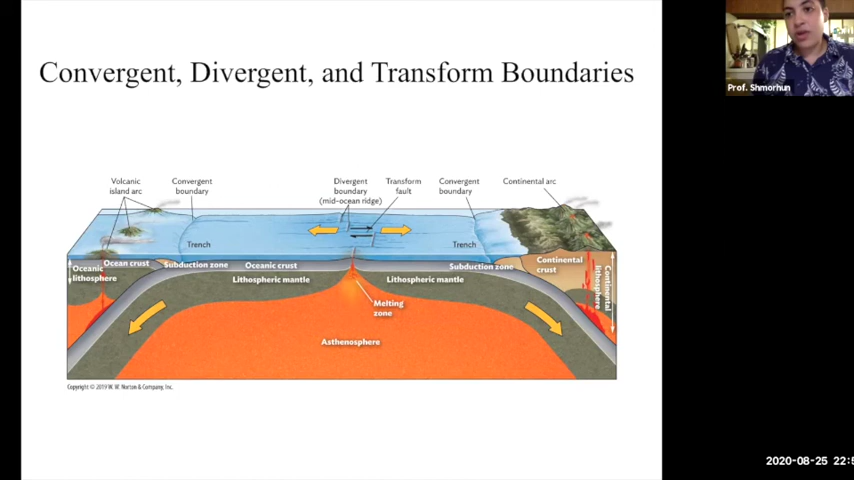 Convergent, Divergent, and Transform Boundaries
Prof. Shmorhun
Volcanic
island arc
Convergent
boundary
Divergent
boundary
(mid-ocean ridge)
Transform
fault
Convergent
boundary
Continental arc
Trench
Trench
Oceanic
lithosphere
Ocean crust
Subduction zone
Oceanic crust
Subduction zone
Continental
crust
Continental
lithosphere
Lithospheric mantle
Lithospheric mantle
Melting
zone
Asthenosphere
Copyright © 2019 W. W. Norton & Company, Inc.
2020-08-25 22:5